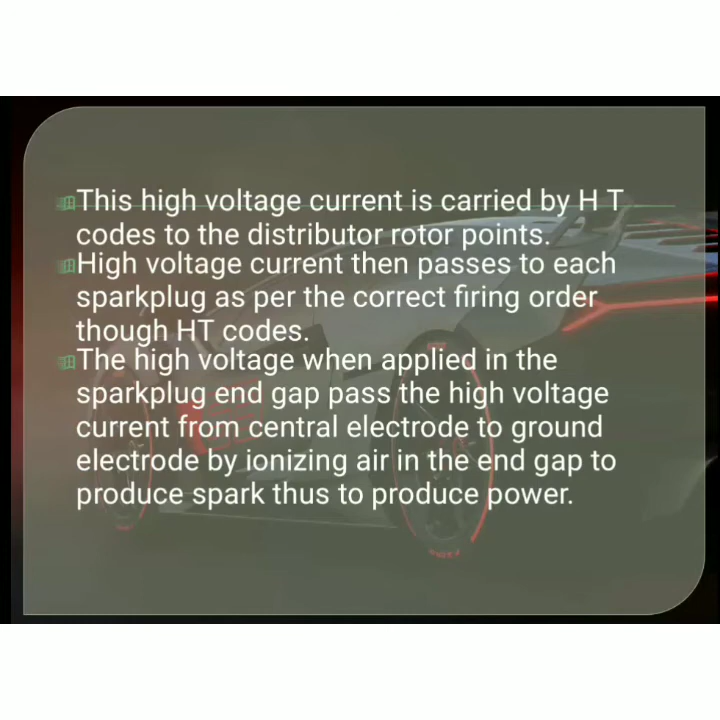 This high voltage current is carried by H T
codes to the distributor rotor points.
High voltage current then passes to each
sparkplug as per the correct firing order
though HT codes.
The high voltage when applied in the
sparkplug end gap pass the high voltage
current from central electrode to ground
electrode by ionizing air in the end gap to
produce spark thus to produce power.